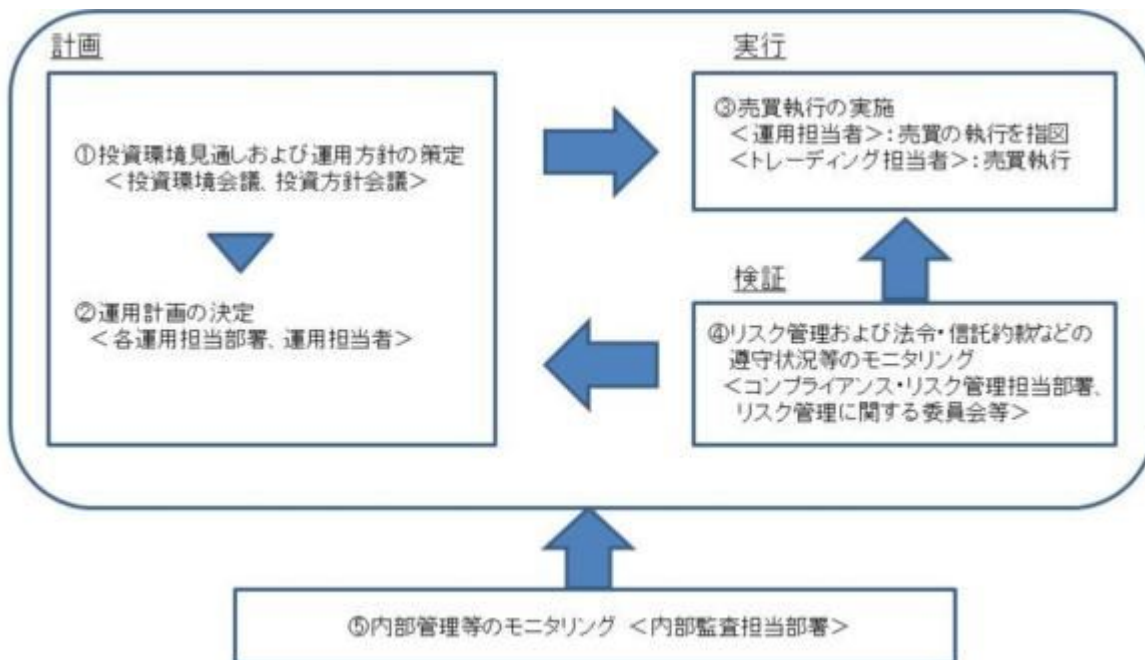 計画
①投資環境見通しおよび運用方針の策定
＜投資環境会議、投資方針会議＞
②運用計画の決定
＜各運用担当部署、運用担当者＞
実行
③売買執行の実施
＜運用担当者＞：売買の執行を指図
＜トレーディング担当者＞：売買執行
検証
④リスク管理および法令・信託約款などの
遵守状況等のモニタリング
＜コンプライアンス・リスク管理担当部署、
リスク管理に関する委員会等＞
⑤内部管理等のモニタリング ＜内部監査担当部署＞